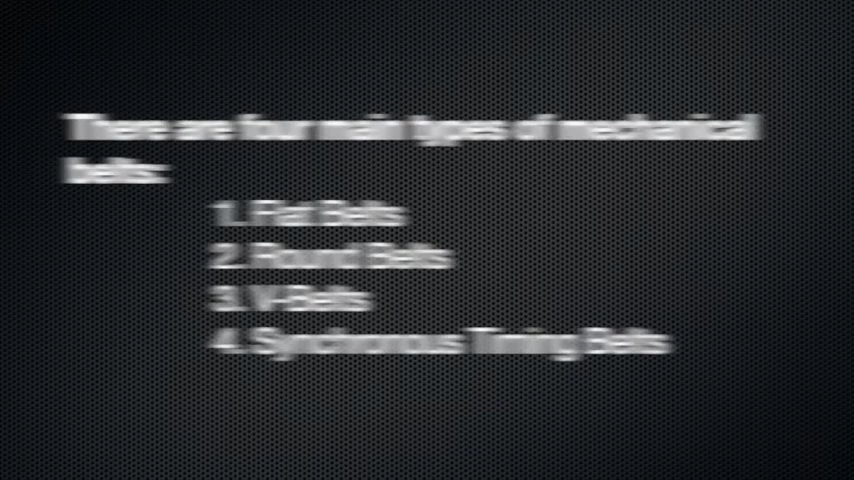 There are four main types of mechanical
belts:
1. Flat Belts
2. Round Belts
3. V-Belts
4. Synchronous Timing Belts